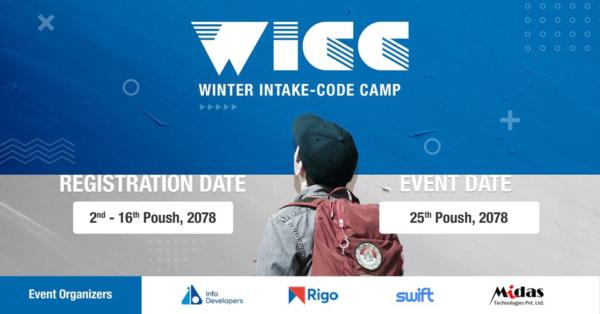 WICC
WINTER INTAKE-CODE CAMP
REGISTRATION DATE
2nd - 16th Poush, 2078
EVENT DATE
25th Poush, 2078
Event Organizers
Info
Developers
Rigo
swift
Midas
Technologies Pvt. Ltd.